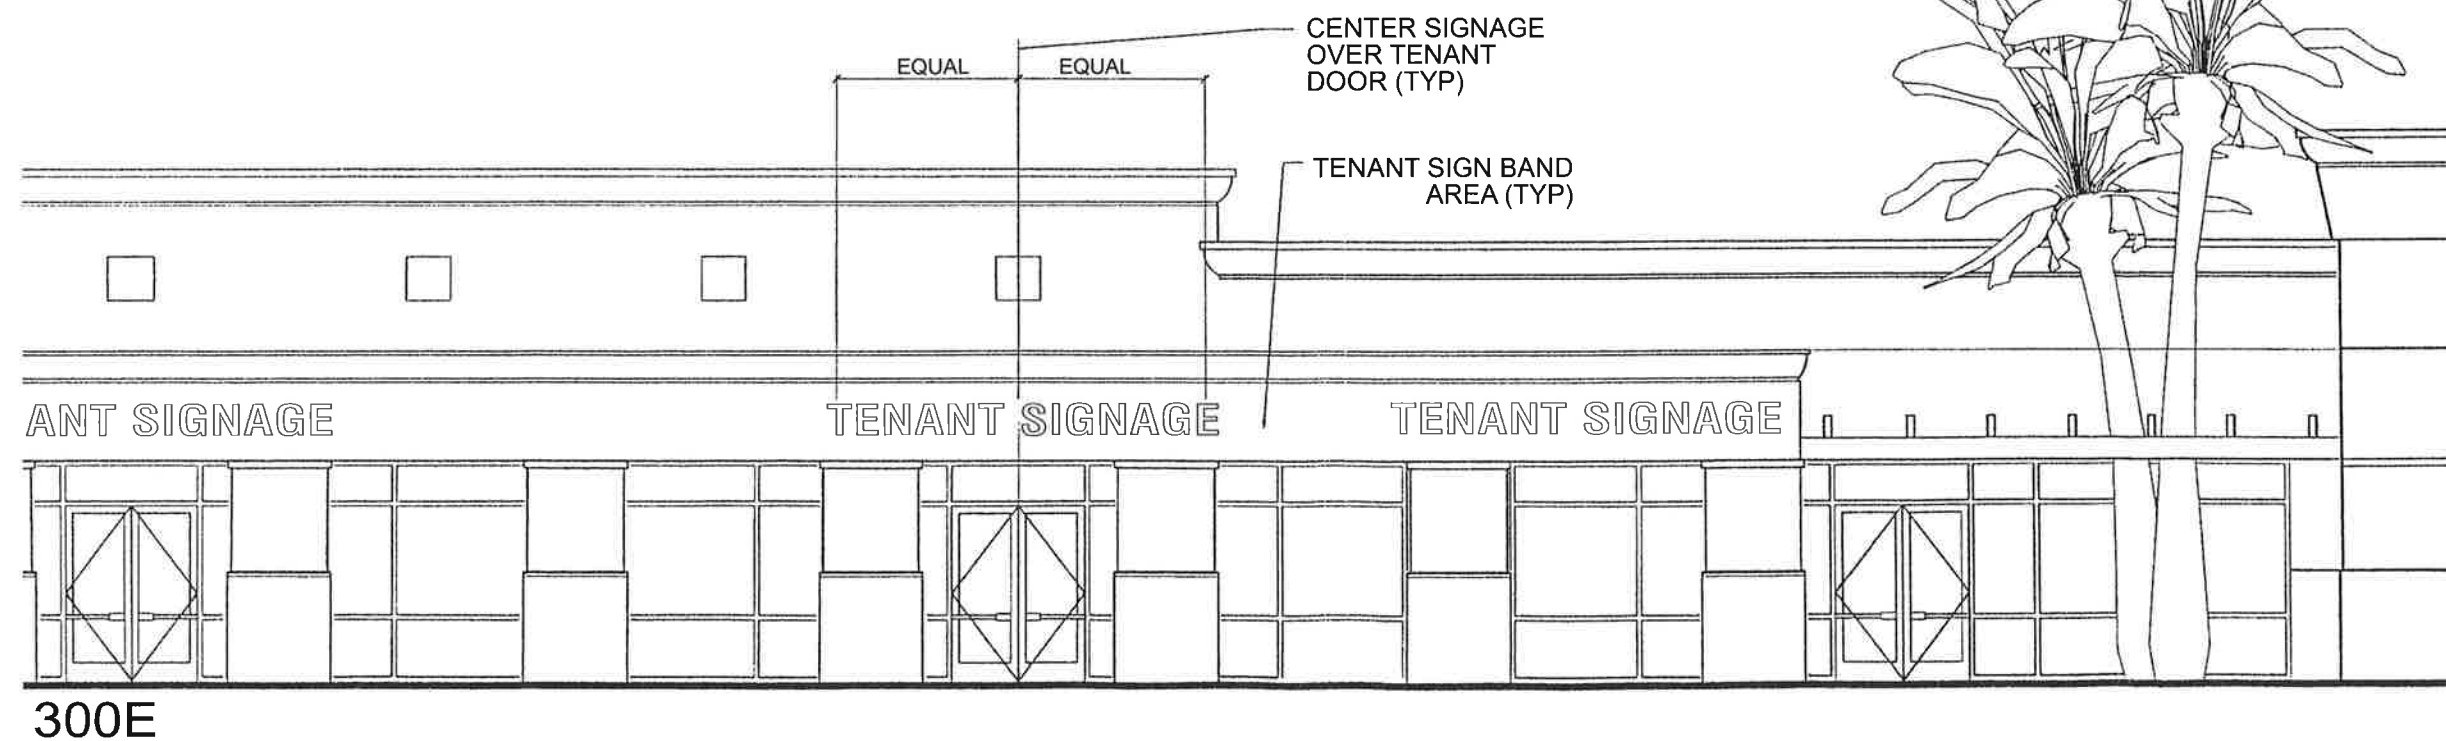 CENTER SIGNAGE
OVER TENANT
DOOR (TYP)
EQUAL EQUAL
TENANT SIGN BAND
AREA (TYP)
ANT SIGNAGE TENANT SIGNAGE TENANT SIGNAGE
300E